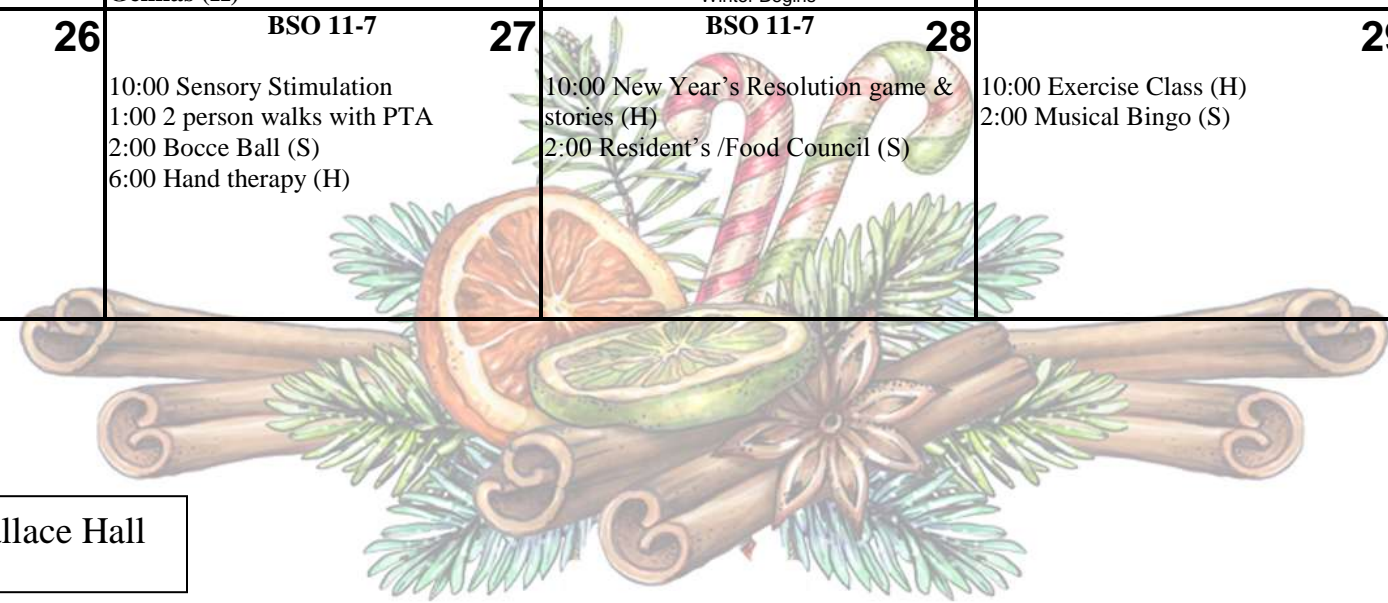 26
BSO 11-7
27
10:00 Sensory Stimulation
1:00 2 person walks with PTA
2:00 Bocce Ball (S)
6:00 Hand therapy (H)
BSO 11-7
28
10:00 New Year’s Resolution game &
stories (H)
2:00 Resident’s /Food Council (S)
10:00 Exercise Class (H)
2:00 Musical Bingo (S)
Hall